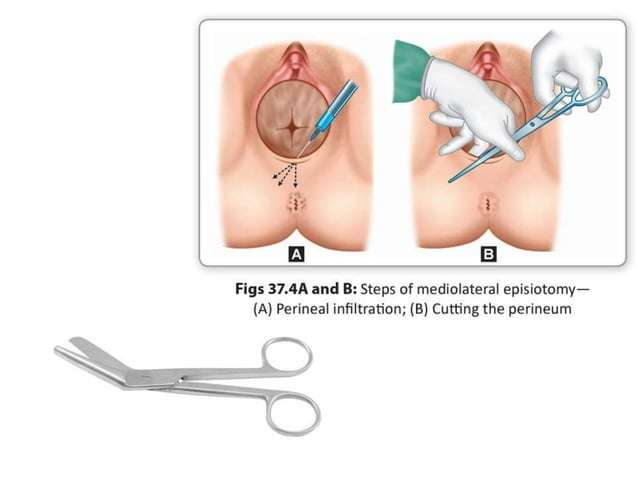 A
B
Figs 37.4A and B: Steps of mediolateral episiotomy—
(A) Perineal infiltration; (B) Cutting the perineum